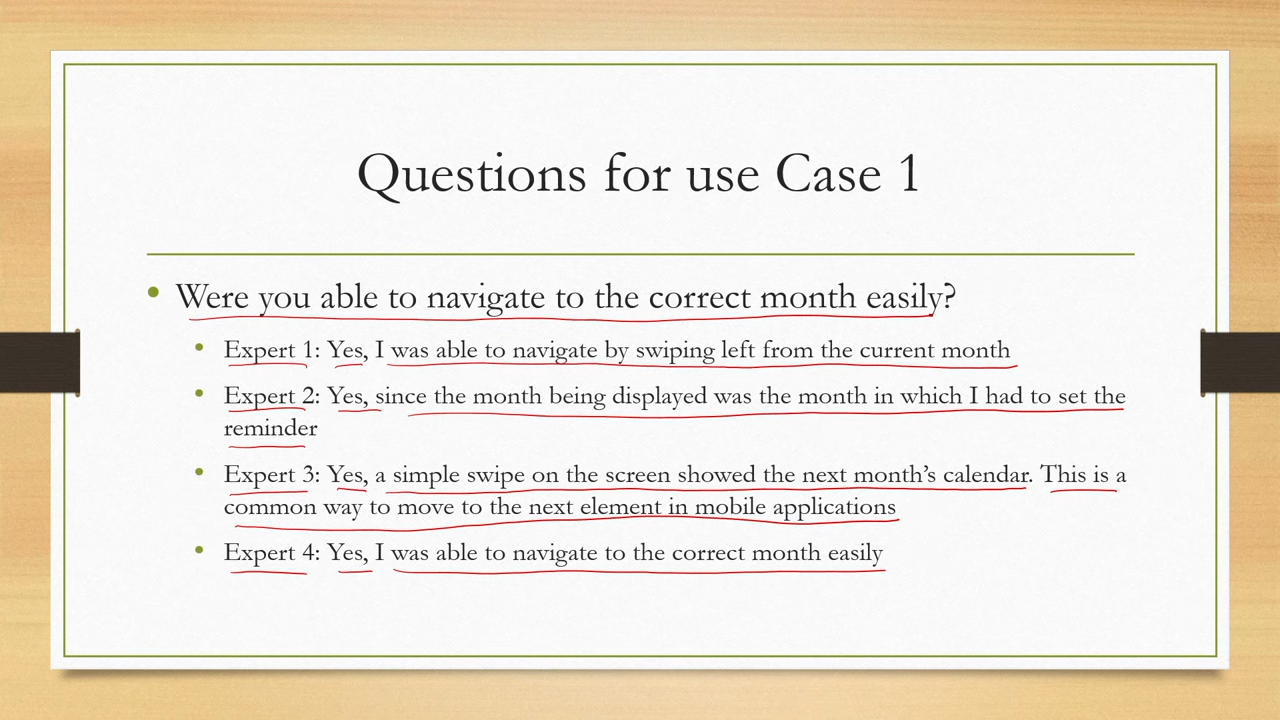 Questions for use Case 1
• Were you able to navigate to the correct month easily?
• Expert 1: Yes, I was able to navigate by swiping left from the current month
• Expert 2: Yes, since the month being displayed was the month in which I had to set the
reminder
• Expert 3: Yes, a simple swipe on the screen showed the next month’s calendar. This is a
common way to move to the next element in mobile applications
• Expert 4: Yes, I was able to navigate to the correct month easily